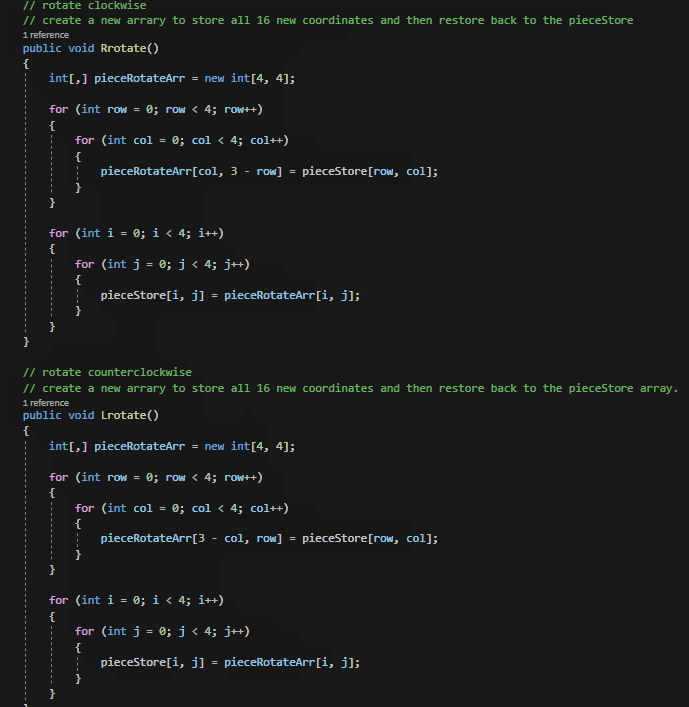 // rotate clockwise
// create a new arrary to store all 16 new coordinates and then restore back to the pieceStore
1 reference
public void Rrotate()
{
int[,] pieceRotateArr = new int[4, 4];
for (int row = 0; row < 4; row++)
{
for (int col = 0; col < 4; col++)
{
pieceRotateArr[col, 3 - row] = pieceStore[row, col];
}
}
for (int i = 0; i < 4; i++)
{
for (int j = 0; j < 4; j++)
{
pieceStore[i, j] = pieceRotateArr[i, j];
}
}
}
// rotate counterclockwise
// create a new arrary to store all 16 new coordinates and then restore back to the pieceStore array.
1 reference
public void Lrotate()
{
int[,] pieceRotateArr = new int[4, 4];
for (int row = 0; row < 4; row++)
{
for (int col = 0; col < 4; col++)
{
pieceRotateArr[3 - col, row] = pieceStore[row, col];
}
}
for (int i = 0; i < 4; i++)
{
for (int j = 0; j < 4; j++)
{
pieceStore[i, j] = pieceRotateArr[i, j];
}
}